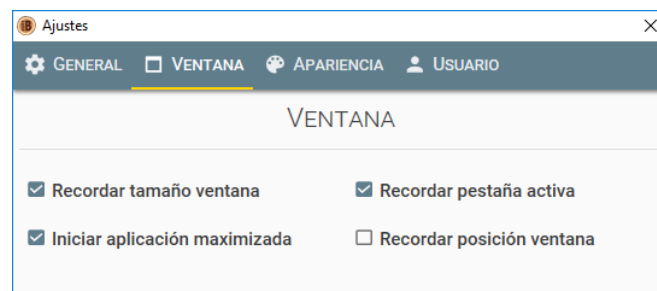 Ajustes
General Ventana Apariencia Usuario
Ventana
Recordar tamaño ventana Recordar pestaña activa
Iniciar aplicación maximizada Recordar posición ventana